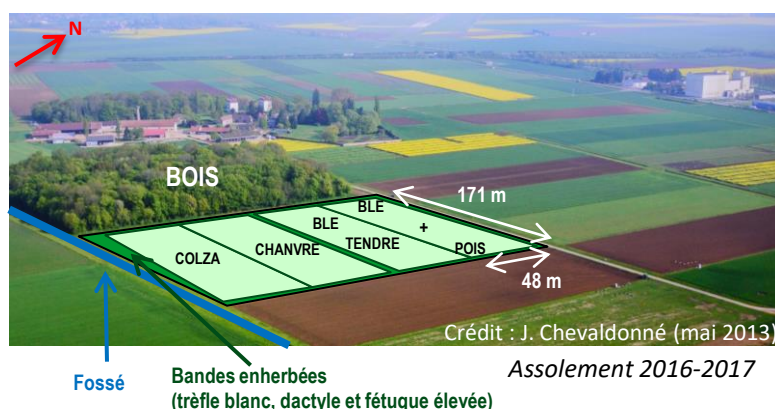 N
BOIS
171 m
BLE
BLE
+
COLZA
CHANVRE
TENDRE
POIS
48 m
Crédit : J. Chevaldonné (mai 2013)
Assolement 2016-2017
Fossé
Bandes enherbées
(trèfle blanc, dactyle et fétuque élevée)